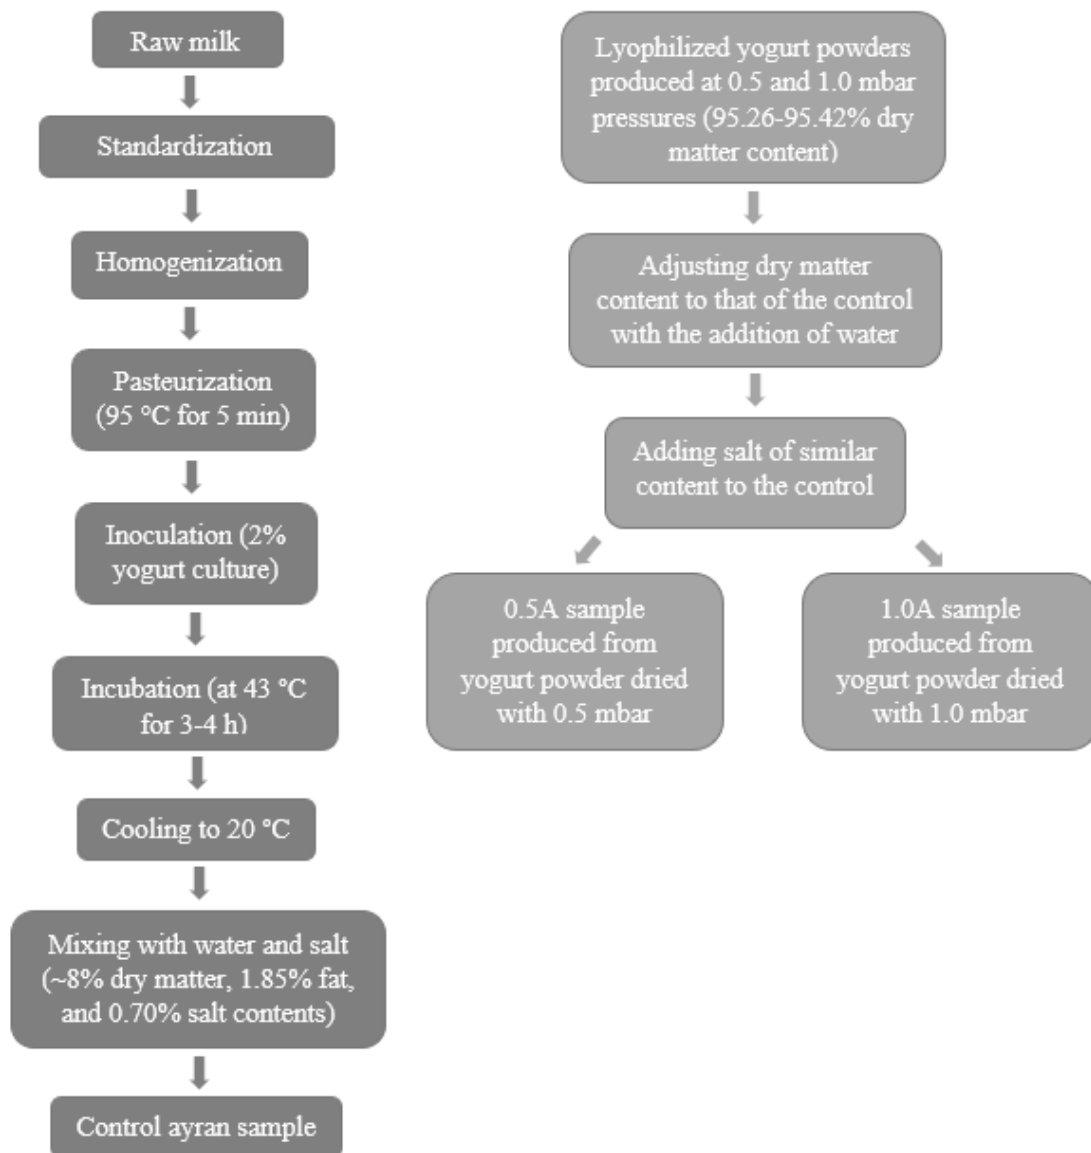 Raw milk
Standardization
Homogenization
Pasteurization
(95 °C for 5 min)
Inoculation (2%
yogurt culture)
Incubation (at 43 °C
for 3-4 h)
Cooling to 20 °C
Mixing with water and salt
(~8% dry matter, 1.85% fat,
and 0.70% salt contents)
Control ayran sample
Lyophilized yogurt powders
produced at 0.5 and 1.0 mbar
pressures (95.26-95.42% dry
matter content)
Adjusting dry matter
content to that of the control
with the addition of water
Adding salt of similar
content to the control
0.5A sample
produced from
yogurt powder dried
with 0.5 mbar
1.0A sample
produced from
yogurt powder dried
with 1.0 mbar